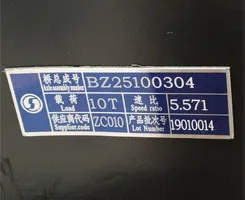 桥总成号 BZ25100304
Axle assembly number
载荷 10T 速比 5.571
Load Speed ratio
供应商代码 ZC010 产品批次号 19010014
Supplier.code Lot Number